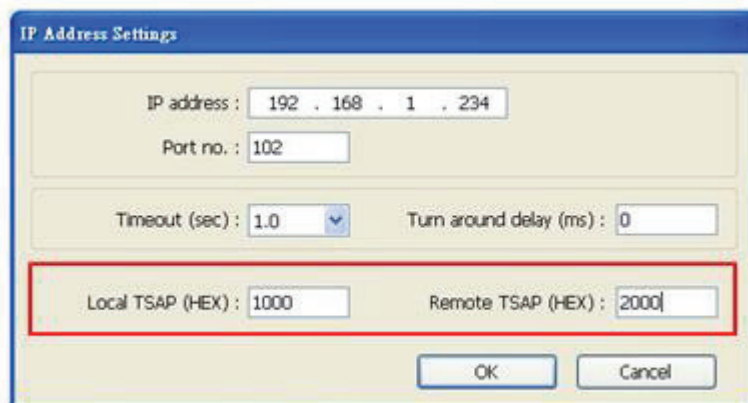 IP Address Settings
IP address : 192 . 168 . 1 . 234
Port no. : 102
Timeout (sec) : 1.0 Turn around delay (ms) : 0
Local TSAP (HEX) : 1000 Remote TSAP (HEX) : 2000
OK Cancel